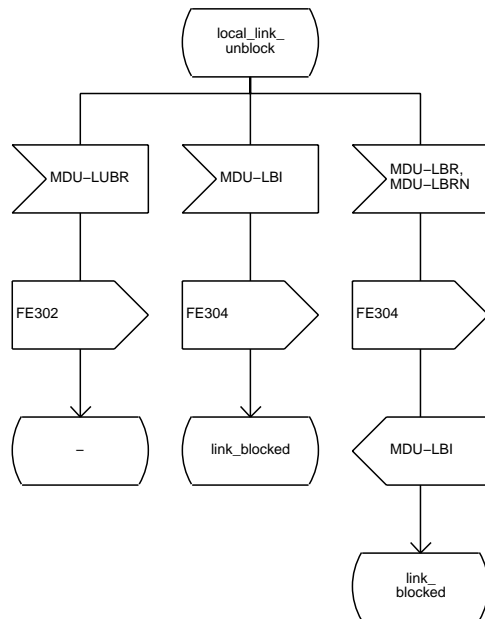 local_link_
unblock
MDU−LUBR
MDU−LBI
MDU−LBR,
MDU−LBRN
FE302
FE304
FE304
−
link_blocked
MDU−LBI
link_
blocked